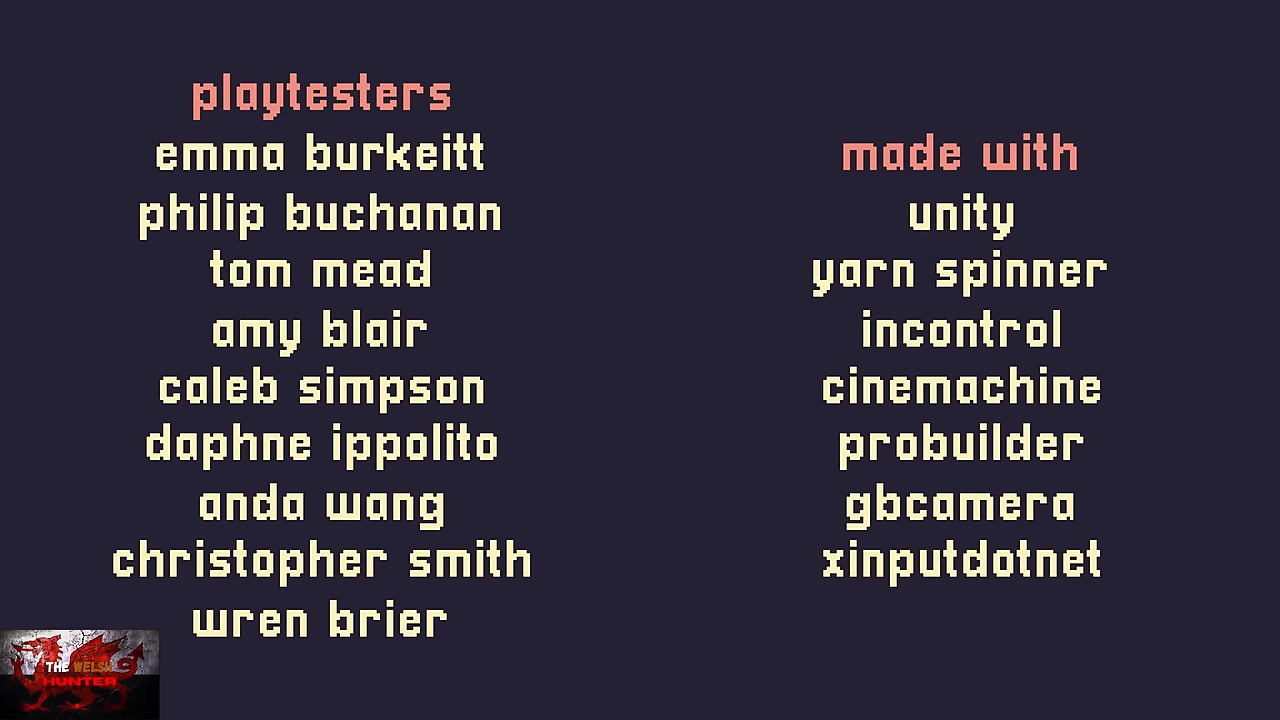 playtesters
emma burkeitt
philip buchanan
tom mead
amy blair
caleb simpson
daphne ippolito
anda wang
christopher smith
wren brier
made with
unity
yarn spinner
incontrol
cinemachine
probuilder
gbcamera
xinputdotnet
THE WELSH
HUNTER